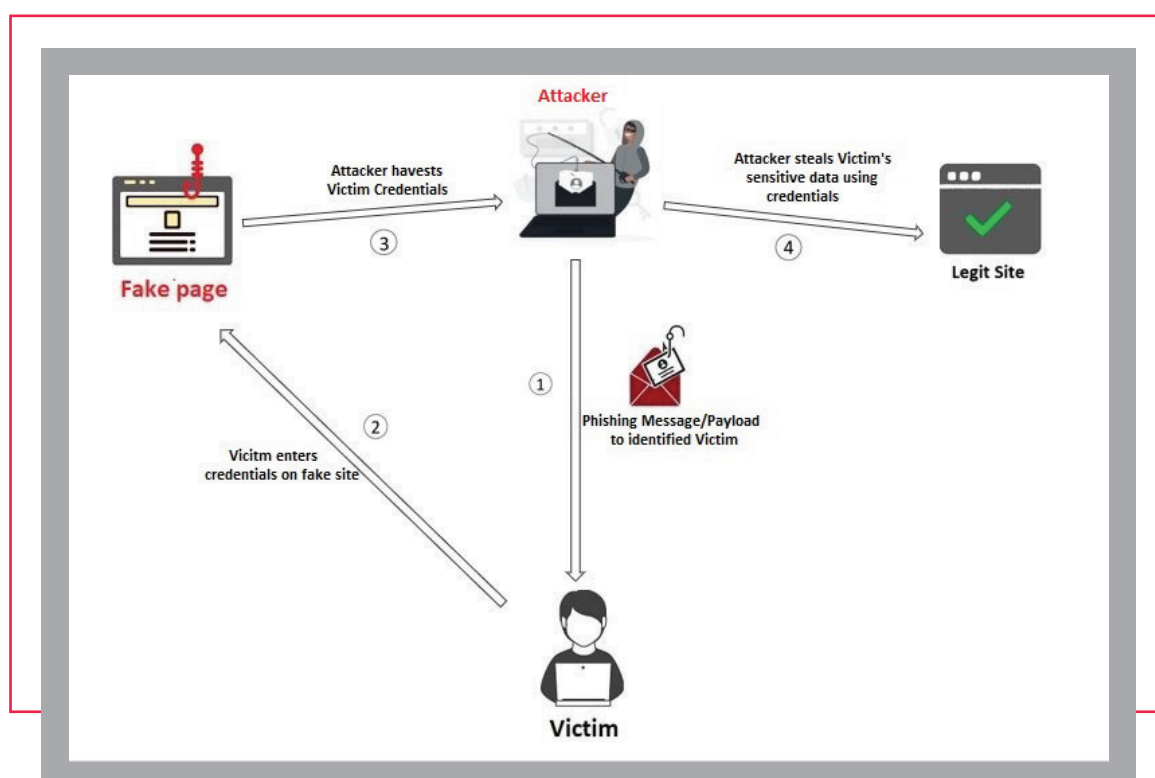 Attacker
Attacker havests
Victim Credentials
3
Fake page
Attacker steals Victim's
sensitive data using
credentials
4
Legit Site
1
Phishing Message/Payload
to identified Victim
2
Vicitm enters
credentials on fake site
Victim